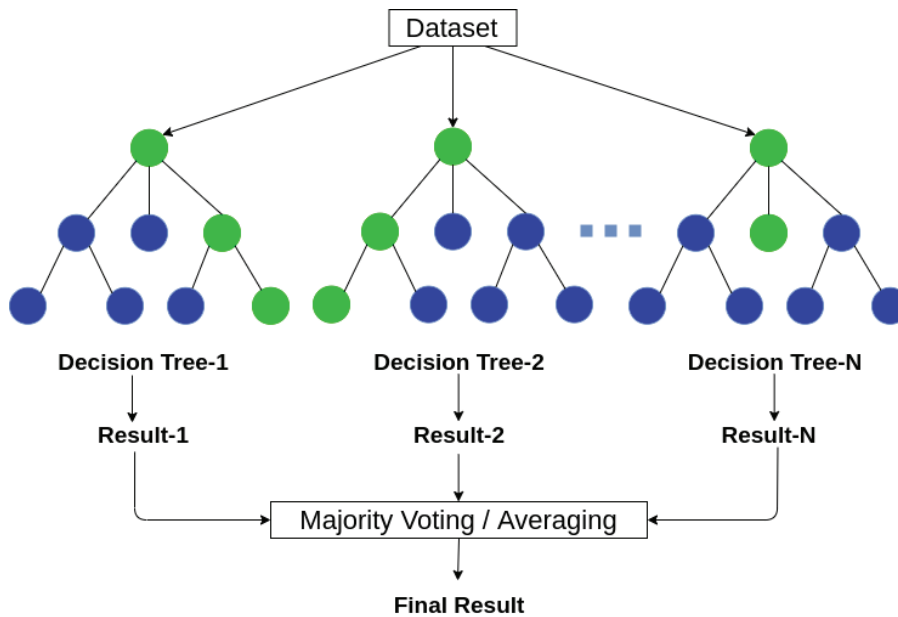 Dataset
Decision Tree-1
Decision Tree-2
Decision Tree-N
Result-1
Result-2
Result-N
Majority Voting / Averaging
Final Result